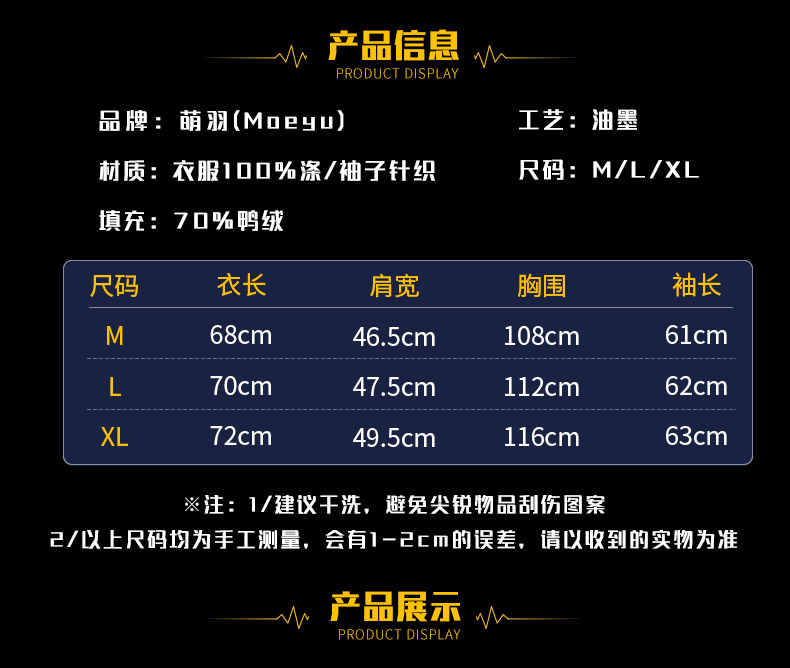 产品信息
PRODUCT DISPLAY
品牌：萌羽(Moeyu) 工艺：油墨
材质：衣服100%涤/袖子针织 尺码：M/L/XL
填充：70%鸭绒
尺码 衣长 肩宽 胸围 袖长
M 68cm 46.5cm 108cm 61cm
L 70cm 47.5cm 112cm 62cm
XL 72cm 49.5cm 116cm 63cm
※注：1/建议干洗，避免尖锐物品刮伤图案
2/以上尺码均为手工测量，会有1-2cm的误差，请以收到的实物为准
产品展示
PRODUCT DISPLAY